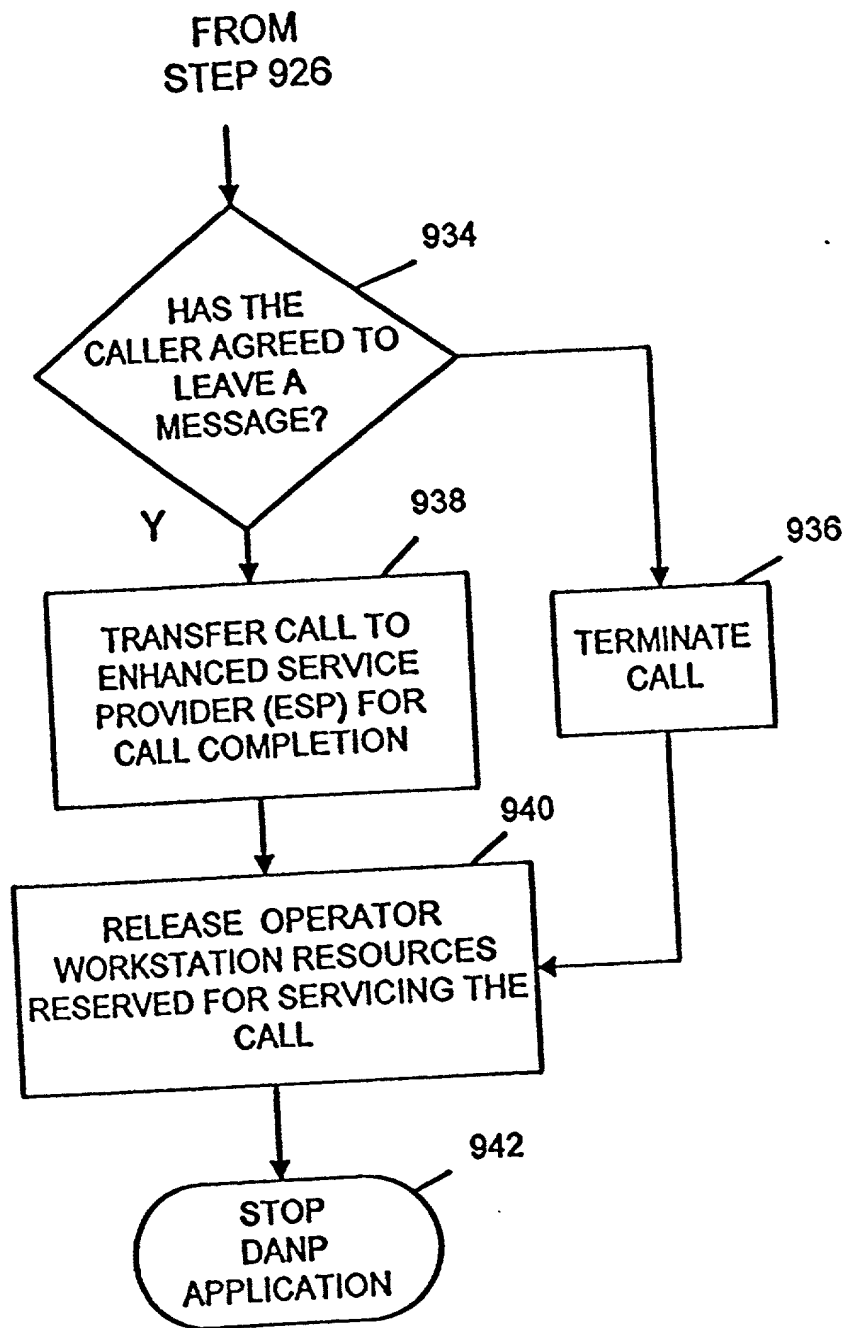 FROM
STEP 926
934
HAS THE
CALLER AGREED TO
LEAVE A
MESSAGE?
Y
938
936
TRANSFER CALL TO
ENHANCED SERVICE
PROVIDER (ESP) FOR
CALL COMPLETION
TERMINATE
CALL
940
RELEASE OPERATOR
WORKSTATION RESOURCES
RESERVED FOR SERVICING THE
CALL
942
STOP
DANP
APPLICATION